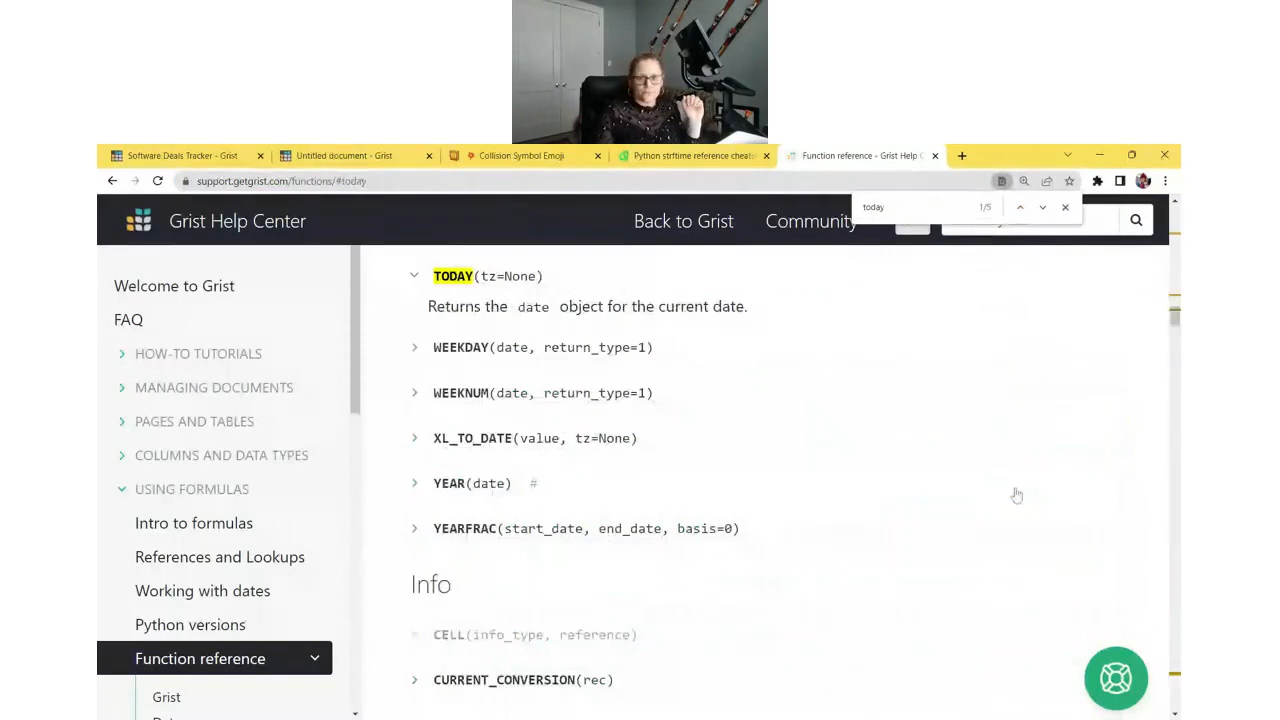 Software Deals Tracker - Grist
Untitled document - Grist
Collision Symbol Emoji
Python strftime reference cheats
Function reference - Grist Help C
support.getgrist.com/functions/#today
today 1/5
Grist Help Center
Back to Grist
Community
Welcome to Grist
FAQ
HOW-TO TUTORIALS
MANAGING DOCUMENTS
PAGES AND TABLES
COLUMNS AND DATA TYPES
USING FORMULAS
Intro to formulas
References and Lookups
Working with dates
Python versions
Function reference
Grist
TODAY(tz=None)
Returns the date object for the current date.
WEEKDAY(date, return_type=1)
WEEKNUM(date, return_type=1)
XL_TO_DATE(value, tz=None)
YEAR(date) #
YEARFRAC(start_date, end_date, basis=0)
Info
CELL(info_type, reference)
CURRENT_CONVERSION(rec)